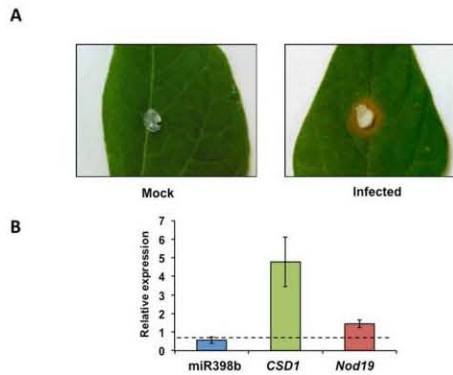 A
Mock Infected
B
Relative expression
7
6
5
4
3
2
1
0
miR398b CSD1 Nod19